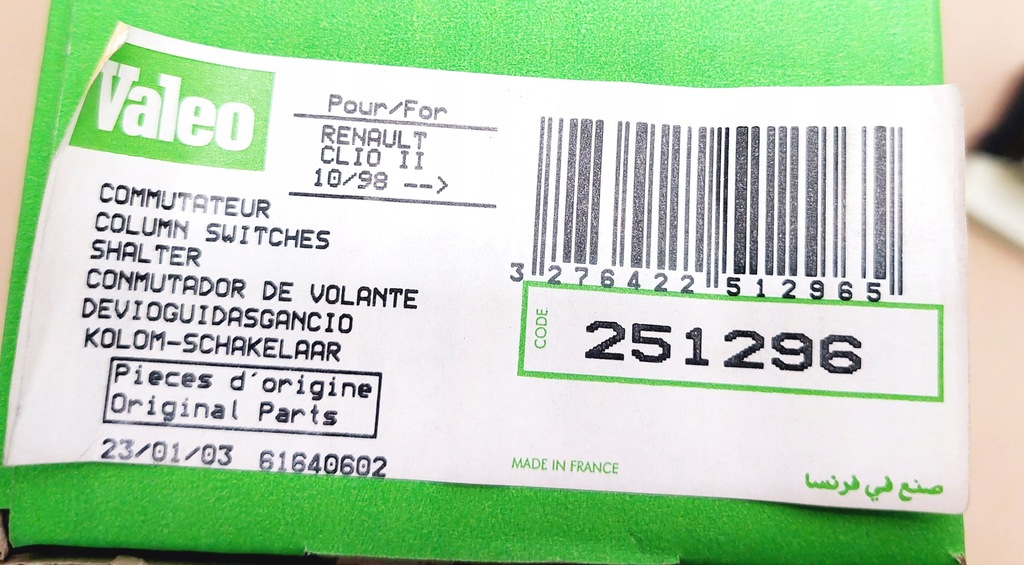 Valeo
Pour/For
RENAULT
CLIO II
10/98 -->
COMMUTATEUR
COLUMN SWITCHES
SHALTER
CONMUTADOR DE VOLANTE
DEVIOGUIDASGANCIO
KOLOM-SCHAKELAAR
Pieces d'origine
Original Parts
23/01/03 61640602
3 276422 512965
CODE
251296
MADE IN FRANCE
صنع في فرنسا